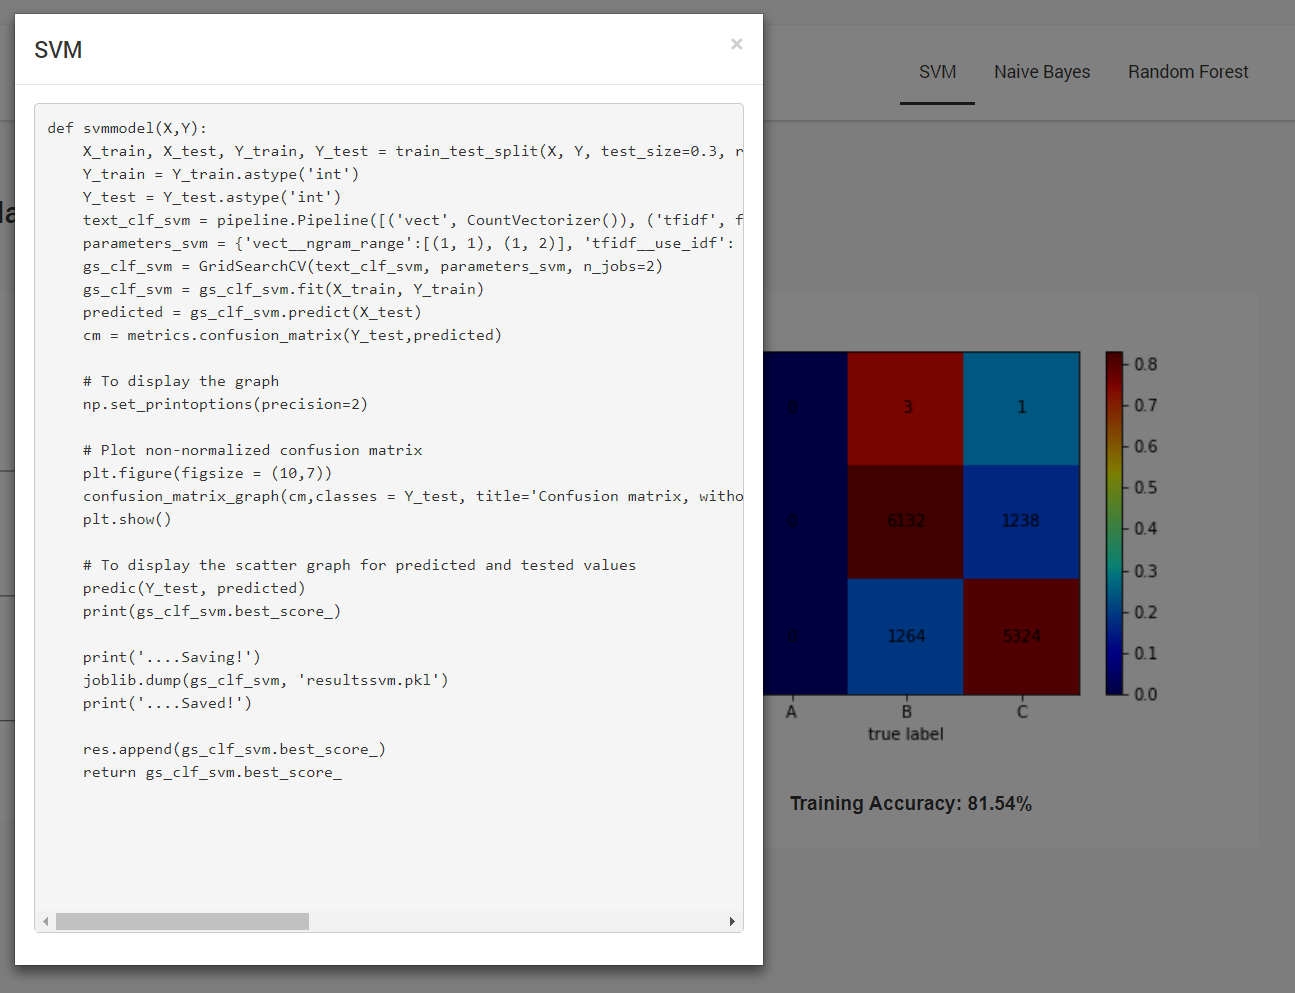 SVM
×
def svmmodel(X,Y):
    X_train, X_test, Y_train, Y_test = train_test_split(X, Y, test_size=0.3, r
    Y_train = Y_train.astype('int')
    Y_test = Y_test.astype('int')
    text_clf_svm = pipeline.Pipeline([('vect', CountVectorizer()), ('tfidf', f
    parameters_svm = {'vect__ngram_range':[(1, 1), (1, 2)], 'tfidf__use_idf':
    gs_clf_svm = GridSearchCV(text_clf_svm, parameters_svm, n_jobs=2)
    gs_clf_svm = gs_clf_svm.fit(X_train, Y_train)
    predicted = gs_clf_svm.predict(X_test)
    cm = metrics.confusion_matrix(Y_test,predicted)
    # To display the graph
    np.set_printoptions(precision=2)
    # Plot non-normalized confusion matrix
    plt.figure(figsize = (10,7))
    confusion_matrix_graph(cm,classes = Y_test, title='Confusion matrix, witho
    plt.show()
    # To display the scatter graph for predicted and tested values
    predic(Y_test, predicted)
    print(gs_clf_svm.best_score_)
    print('....Saving!')
    joblib.dump(gs_clf_svm, 'resultssvm.pkl')
    print('....Saved!')
    res.append(gs_clf_svm.best_score_)
    return gs_clf_svm.best_score_
SVM Naive Bayes Random Forest
la
0 3 1
0 6132 1238
0 1264 5324
A B C
true label
0.8
0.7
0.6
0.5
0.4
0.3
0.2
0.1
0.0
Training Accuracy: 81.54%